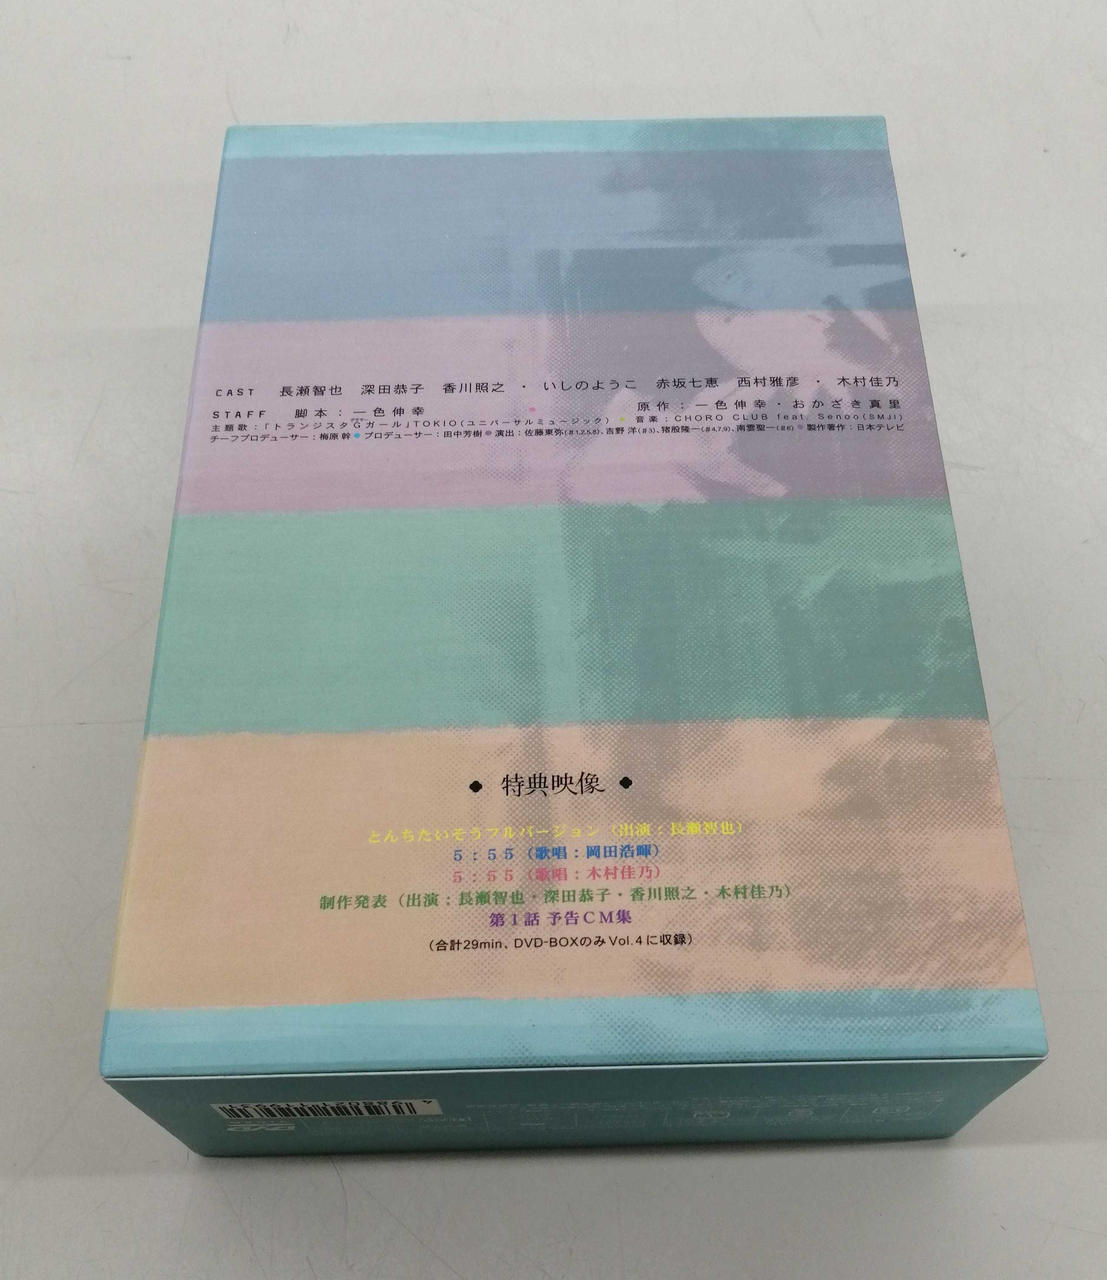 CAST 長瀬智也 深田恭子 香川照之 ・ いしのようこ 赤坂七恵 西村雅彦 ・ 木村佳乃
STAFF 脚本：一色伸幸 原作：一色伸幸・おかざき真里
主題歌：「トランジスタGガール」TOKIO（ユニバーサルミュージック） 音楽：CHORO CLUB feat. Senoo（SMJI）
チーフプロデューサー：梅原 幹 ● プロデューサー：田中芳樹 ● 演出：佐藤東弥（#1,2,5,8）、吉野 洋（#3）、猪股隆一（#4,7,9）、南雲聖一（#6） ● 製作著作：日本テレビ
● 特典映像 ●
とんちたいそうフルバージョン（出演：長瀬智也）
5：55（歌唱：岡田浩暉）
5：55（歌唱：木村佳乃）
制作発表（出演：長瀬智也・深田恭子・香川照之・木村佳乃）
第1話 予告CM集
（合計29min、DVD-BOXのみVol.4に収録）